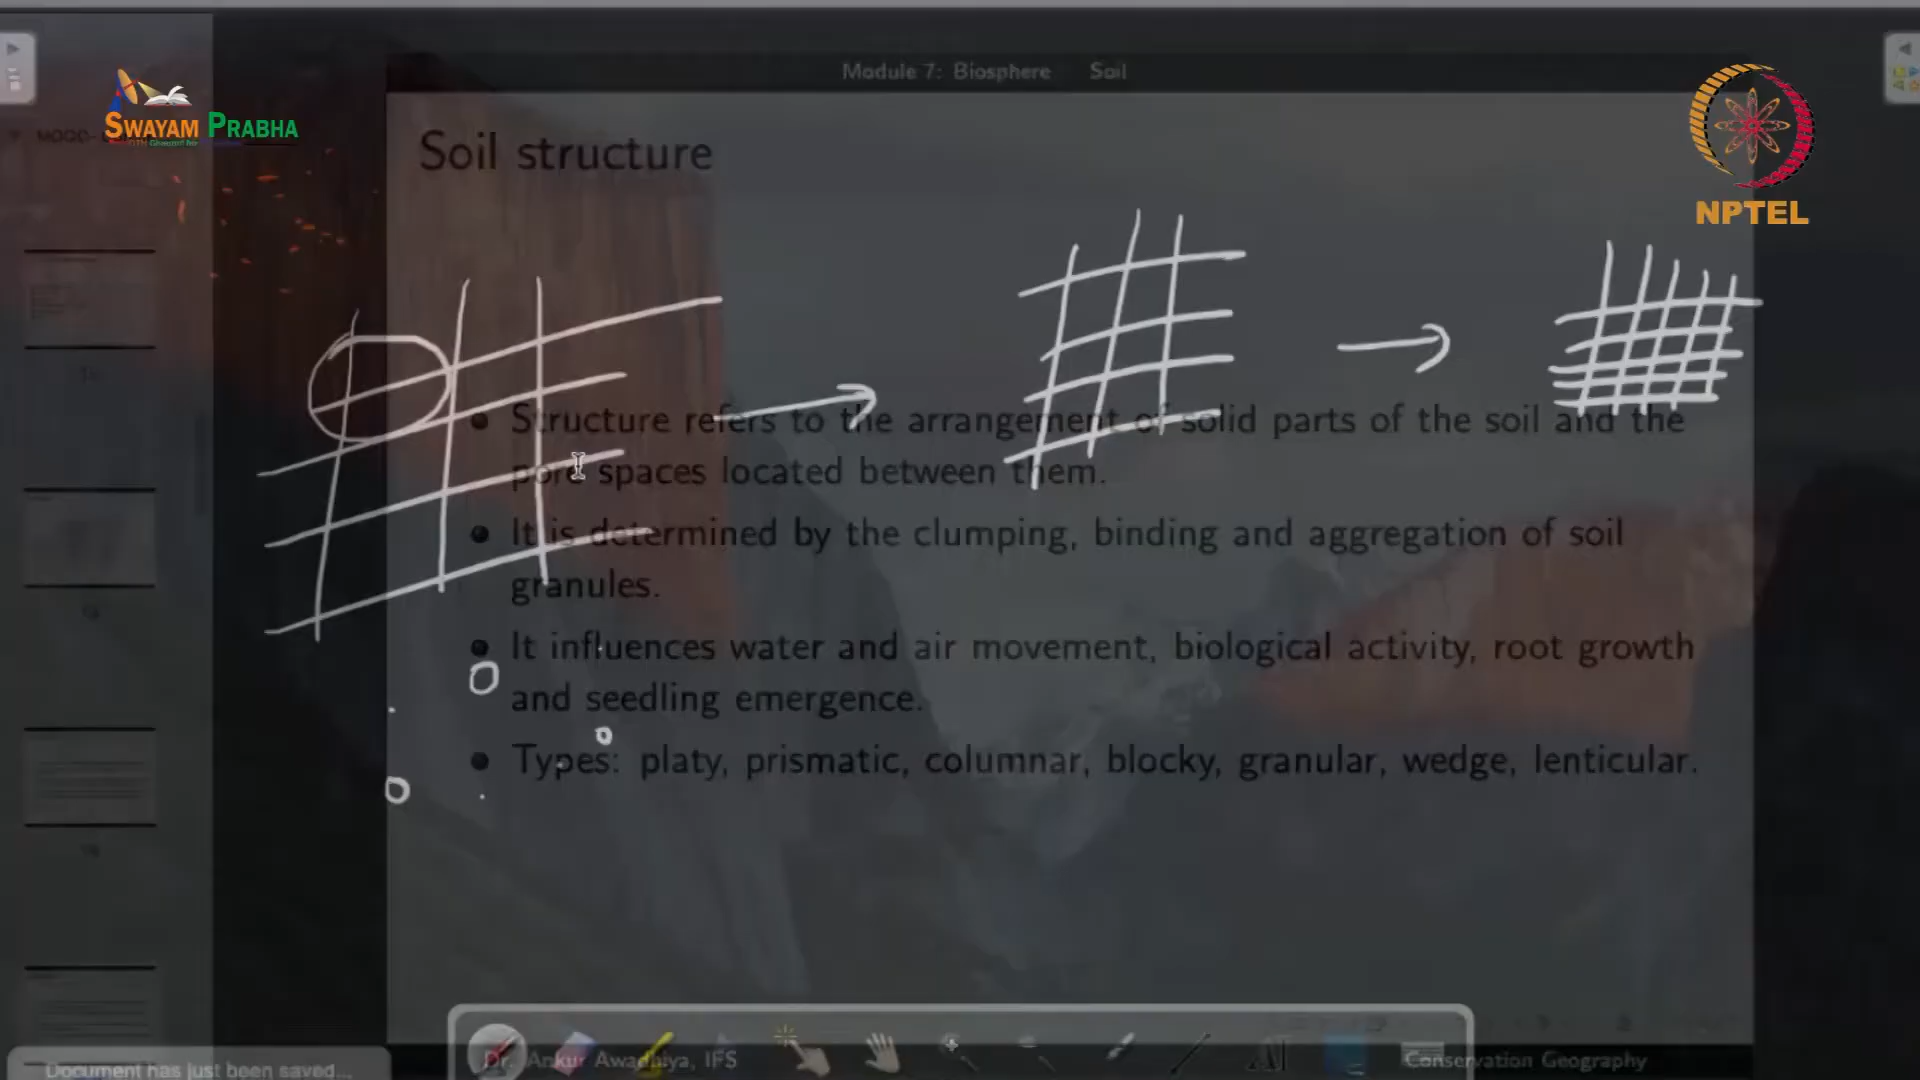 Module 7: Biosphere Soil
SWAYAM PRABHA
NPTEL
Soil structure
Structure refers to the arrangement of solid parts of the soil and the
pore spaces located between them.
It is determined by the clumping, binding and aggregation of soil
granules.
It influences water and air movement, biological activity, root growth
and seedling emergence.
Types: platy, prismatic, columnar, blocky, granular, wedge, lenticular.
Dr. Ankur Awadhiya, IFS
Conservation Geography
Document has just been saved...